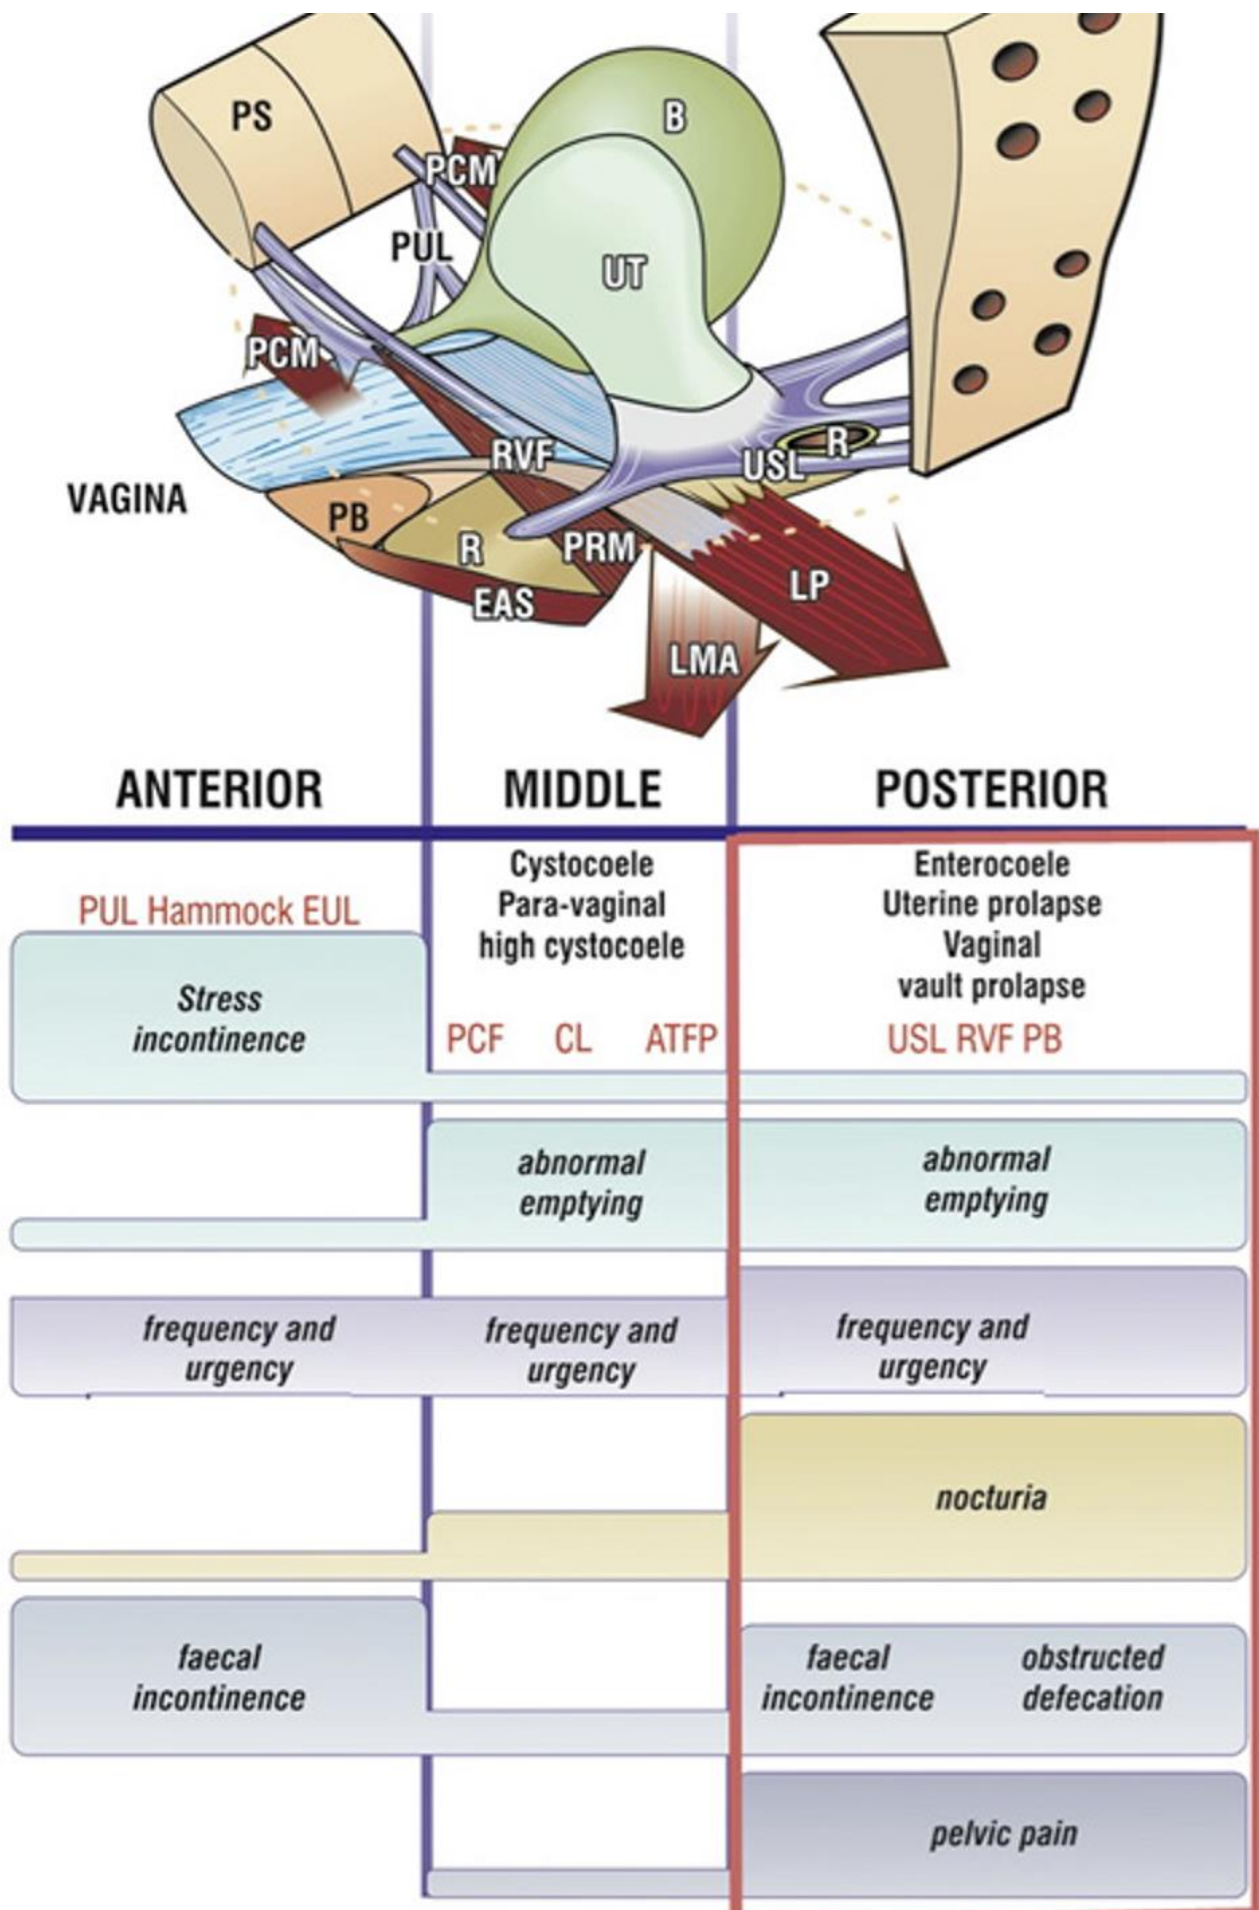 PS
B
PCM
PUL
UT
PCM
RVF
R
USL
VAGINA
PB
R
PRM
LP
EAS
LMA
ANTERIOR
MIDDLE
POSTERIOR
PUL Hammock EUL
Cystocoele
Para-vaginal
high cystocoele
PCF CL ATFP
Enterocoele
Uterine prolapse
Vaginal
vault prolapse
USL RVF PB
Stress
incontinence
abnormal
emptying
abnormal
emptying
frequency and
urgency
frequency and
urgency
frequency and
urgency
nocturia
faecal
incontinence
faecal
incontinence
obstructed
defecation
pelvic pain